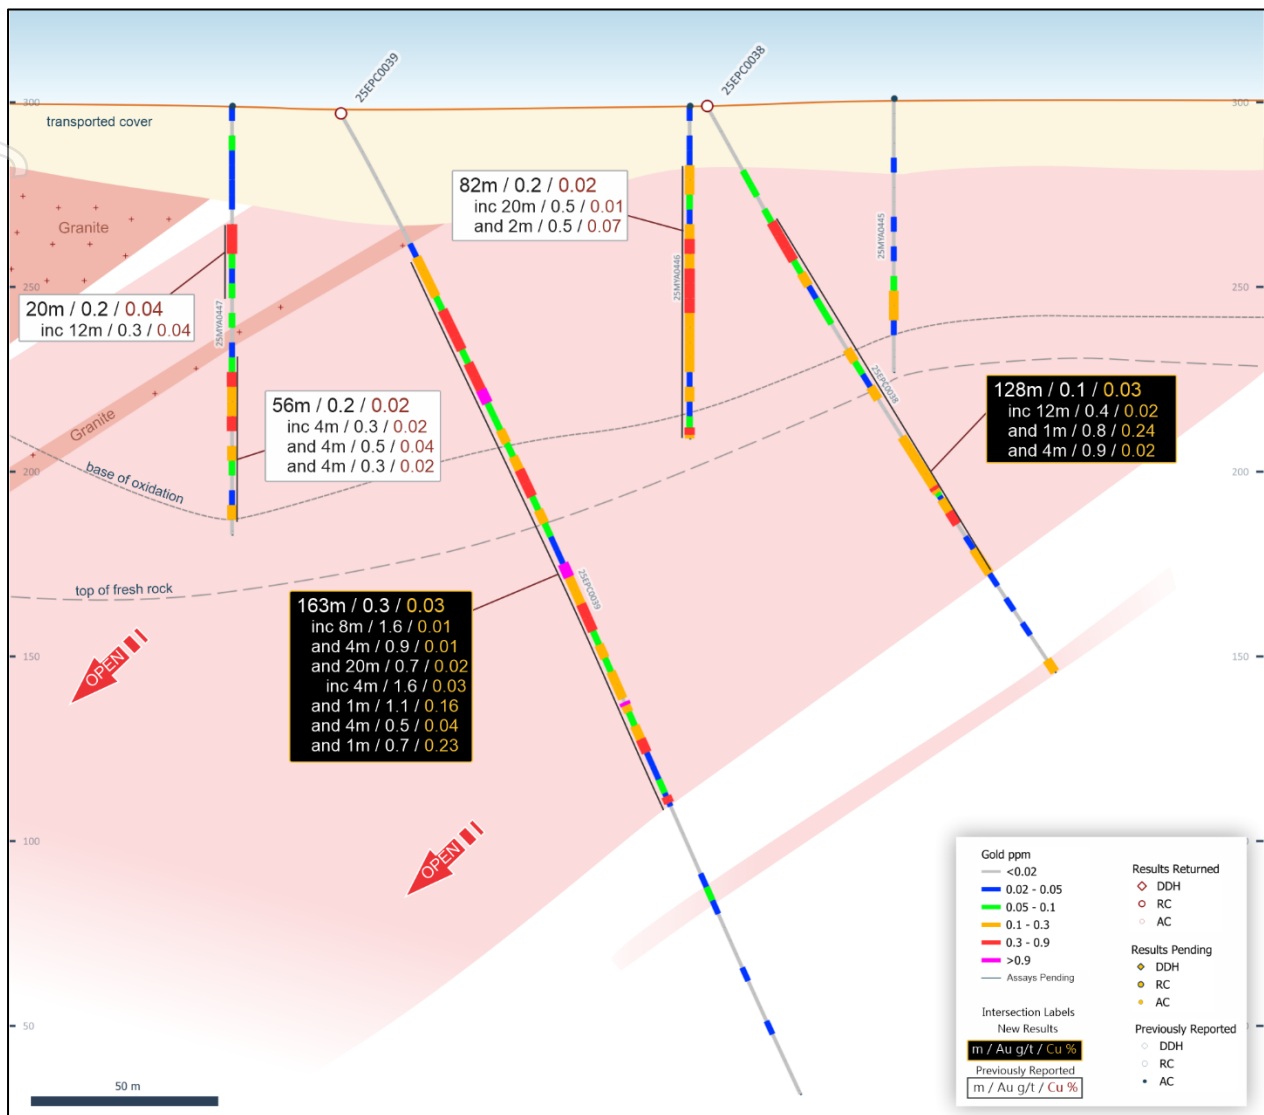 25EPC0039
25EPC0038
300
300
transported cover
82m / 0.2 / 0.02
inc 20m / 0.5 / 0.01
and 2m / 0.5 / 0.07
Granite
25MYA0445
25MYA0446
250
250
20m / 0.2 / 0.04
inc 12m / 0.3 / 0.04
25MYA0447
25EPC0038
128m / 0.1 / 0.03
inc 12m / 0.4 / 0.02
and 1m / 0.8 / 0.24
and 4m / 0.9 / 0.02
56m / 0.2 / 0.02
inc 4m / 0.3 / 0.02
and 4m / 0.5 / 0.04
and 4m / 0.3 / 0.02
Granite
base of oxidation
200
200
top of fresh rock
25EPC0039
163m / 0.3 / 0.03
inc 8m / 1.6 / 0.01
and 4m / 0.9 / 0.01
and 20m / 0.7 / 0.02
inc 4m / 1.6 / 0.03
and 1m / 1.1 / 0.16
and 4m / 0.5 / 0.04
and 1m / 0.7 / 0.23
OPEN
150
150
OPEN
100
50
50 m
Gold ppm
<0.02
0.02 - 0.05
0.05 - 0.1
0.1 - 0.3
0.3 - 0.9
>0.9
Assays Pending
Intersection Labels
New Results
m / Au g/t / Cu %
Previously Reported
m / Au g/t / Cu %
Results Returned
DDH
RC
AC
Results Pending
DDH
RC
AC
Previously Reported
DDH
RC
AC